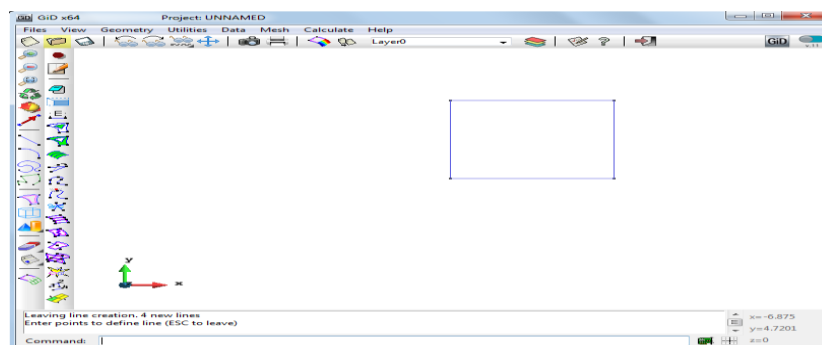 GiD GiD x64 Project: UNNAMED
Files View Geometry Utilities Data Mesh Calculate Help
Layer0 GiD
y
x
Leaving line creation. 4 new lines
Enter points to define line (ESC to leave)
x=-6.875
y=4.7201
z=0
Command: